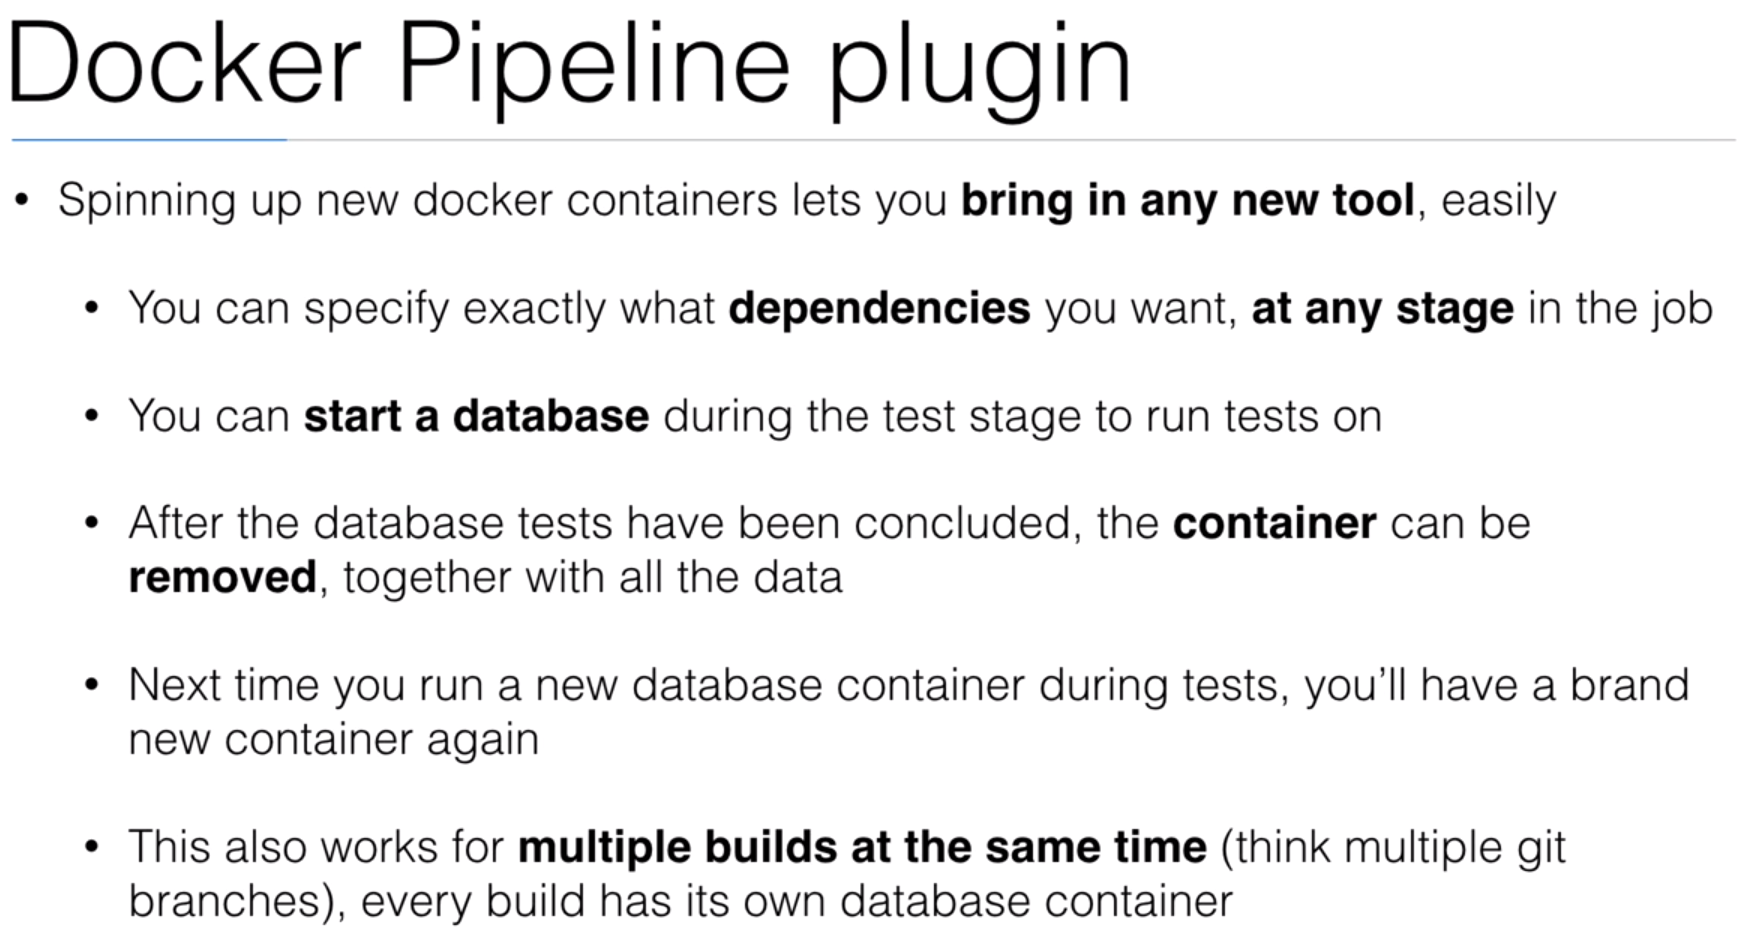 Docker Pipeline plugin
• Spinning up new docker containers lets you bring in any new tool, easily
• You can specify exactly what dependencies you want, at any stage in the job
• You can start a database during the test stage to run tests on
• After the database tests have been concluded, the container can be
removed, together with all the data
• Next time you run a new database container during tests, you’ll have a brand
new container again
• This also works for multiple builds at the same time (think multiple git
branches), every build has its own database container